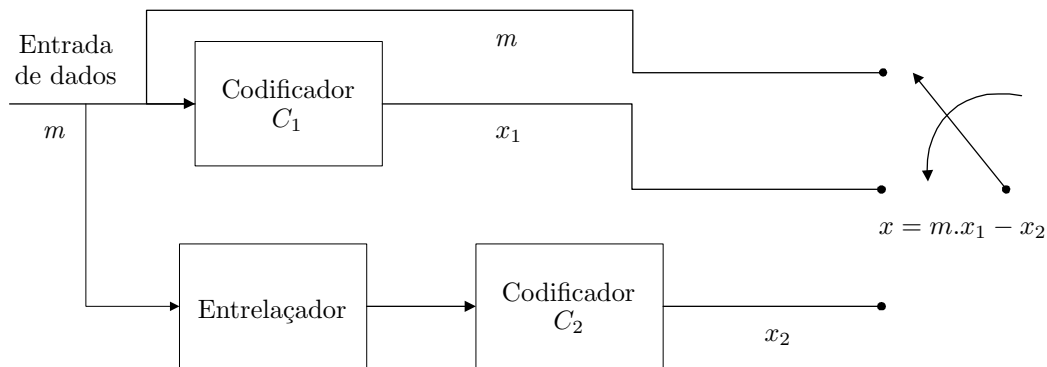 m
Entrada
de dados
m
Codificador
C₁
x₁
x = m.x₁ − x₂
Entrelaçador
Codificador
C₂
x₂